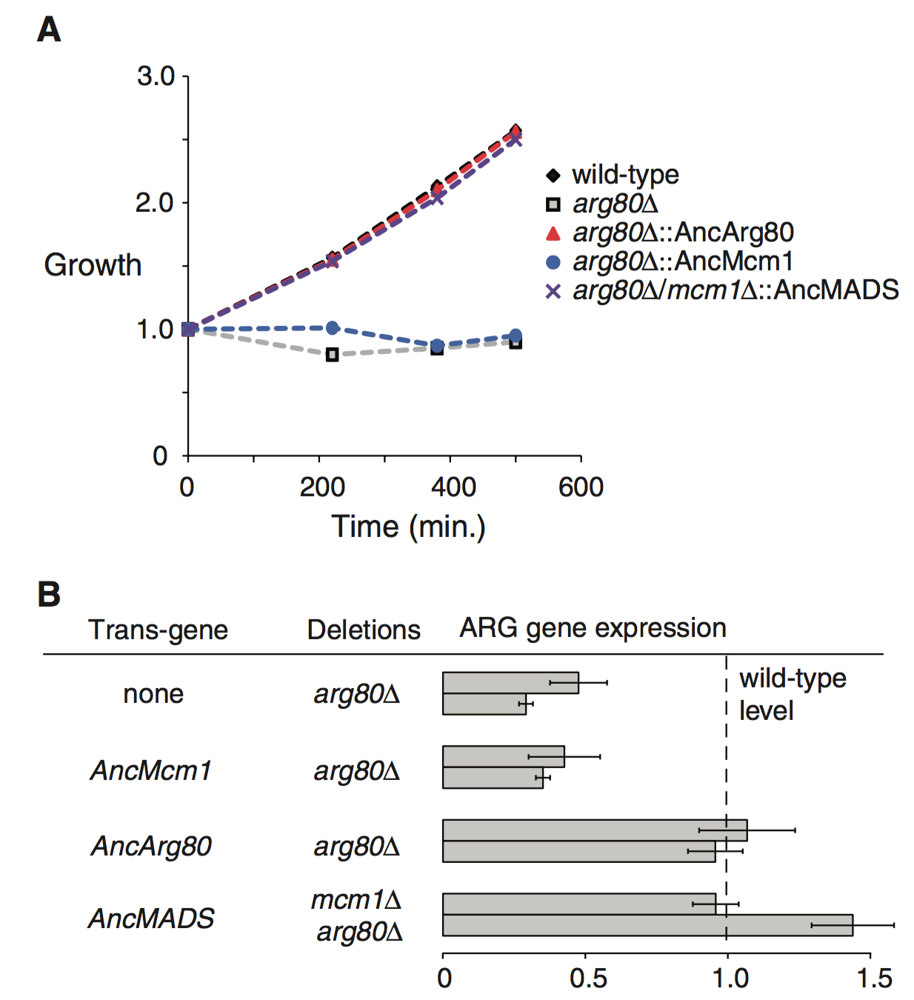 A
3.0
2.0
Growth
1.0
0
0 200 400 600
Time (min.)
wild-type
arg80Δ
arg80Δ::AncArg80
arg80Δ::AncMcm1
arg80Δ/mcm1Δ::AncMADS
B
Trans-gene Deletions ARG gene expression
wild-type
level
none arg80Δ
AncMcm1 arg80Δ
AncArg80 arg80Δ
AncMADS mcm1Δ
arg80Δ
0 0.5 1.0 1.5